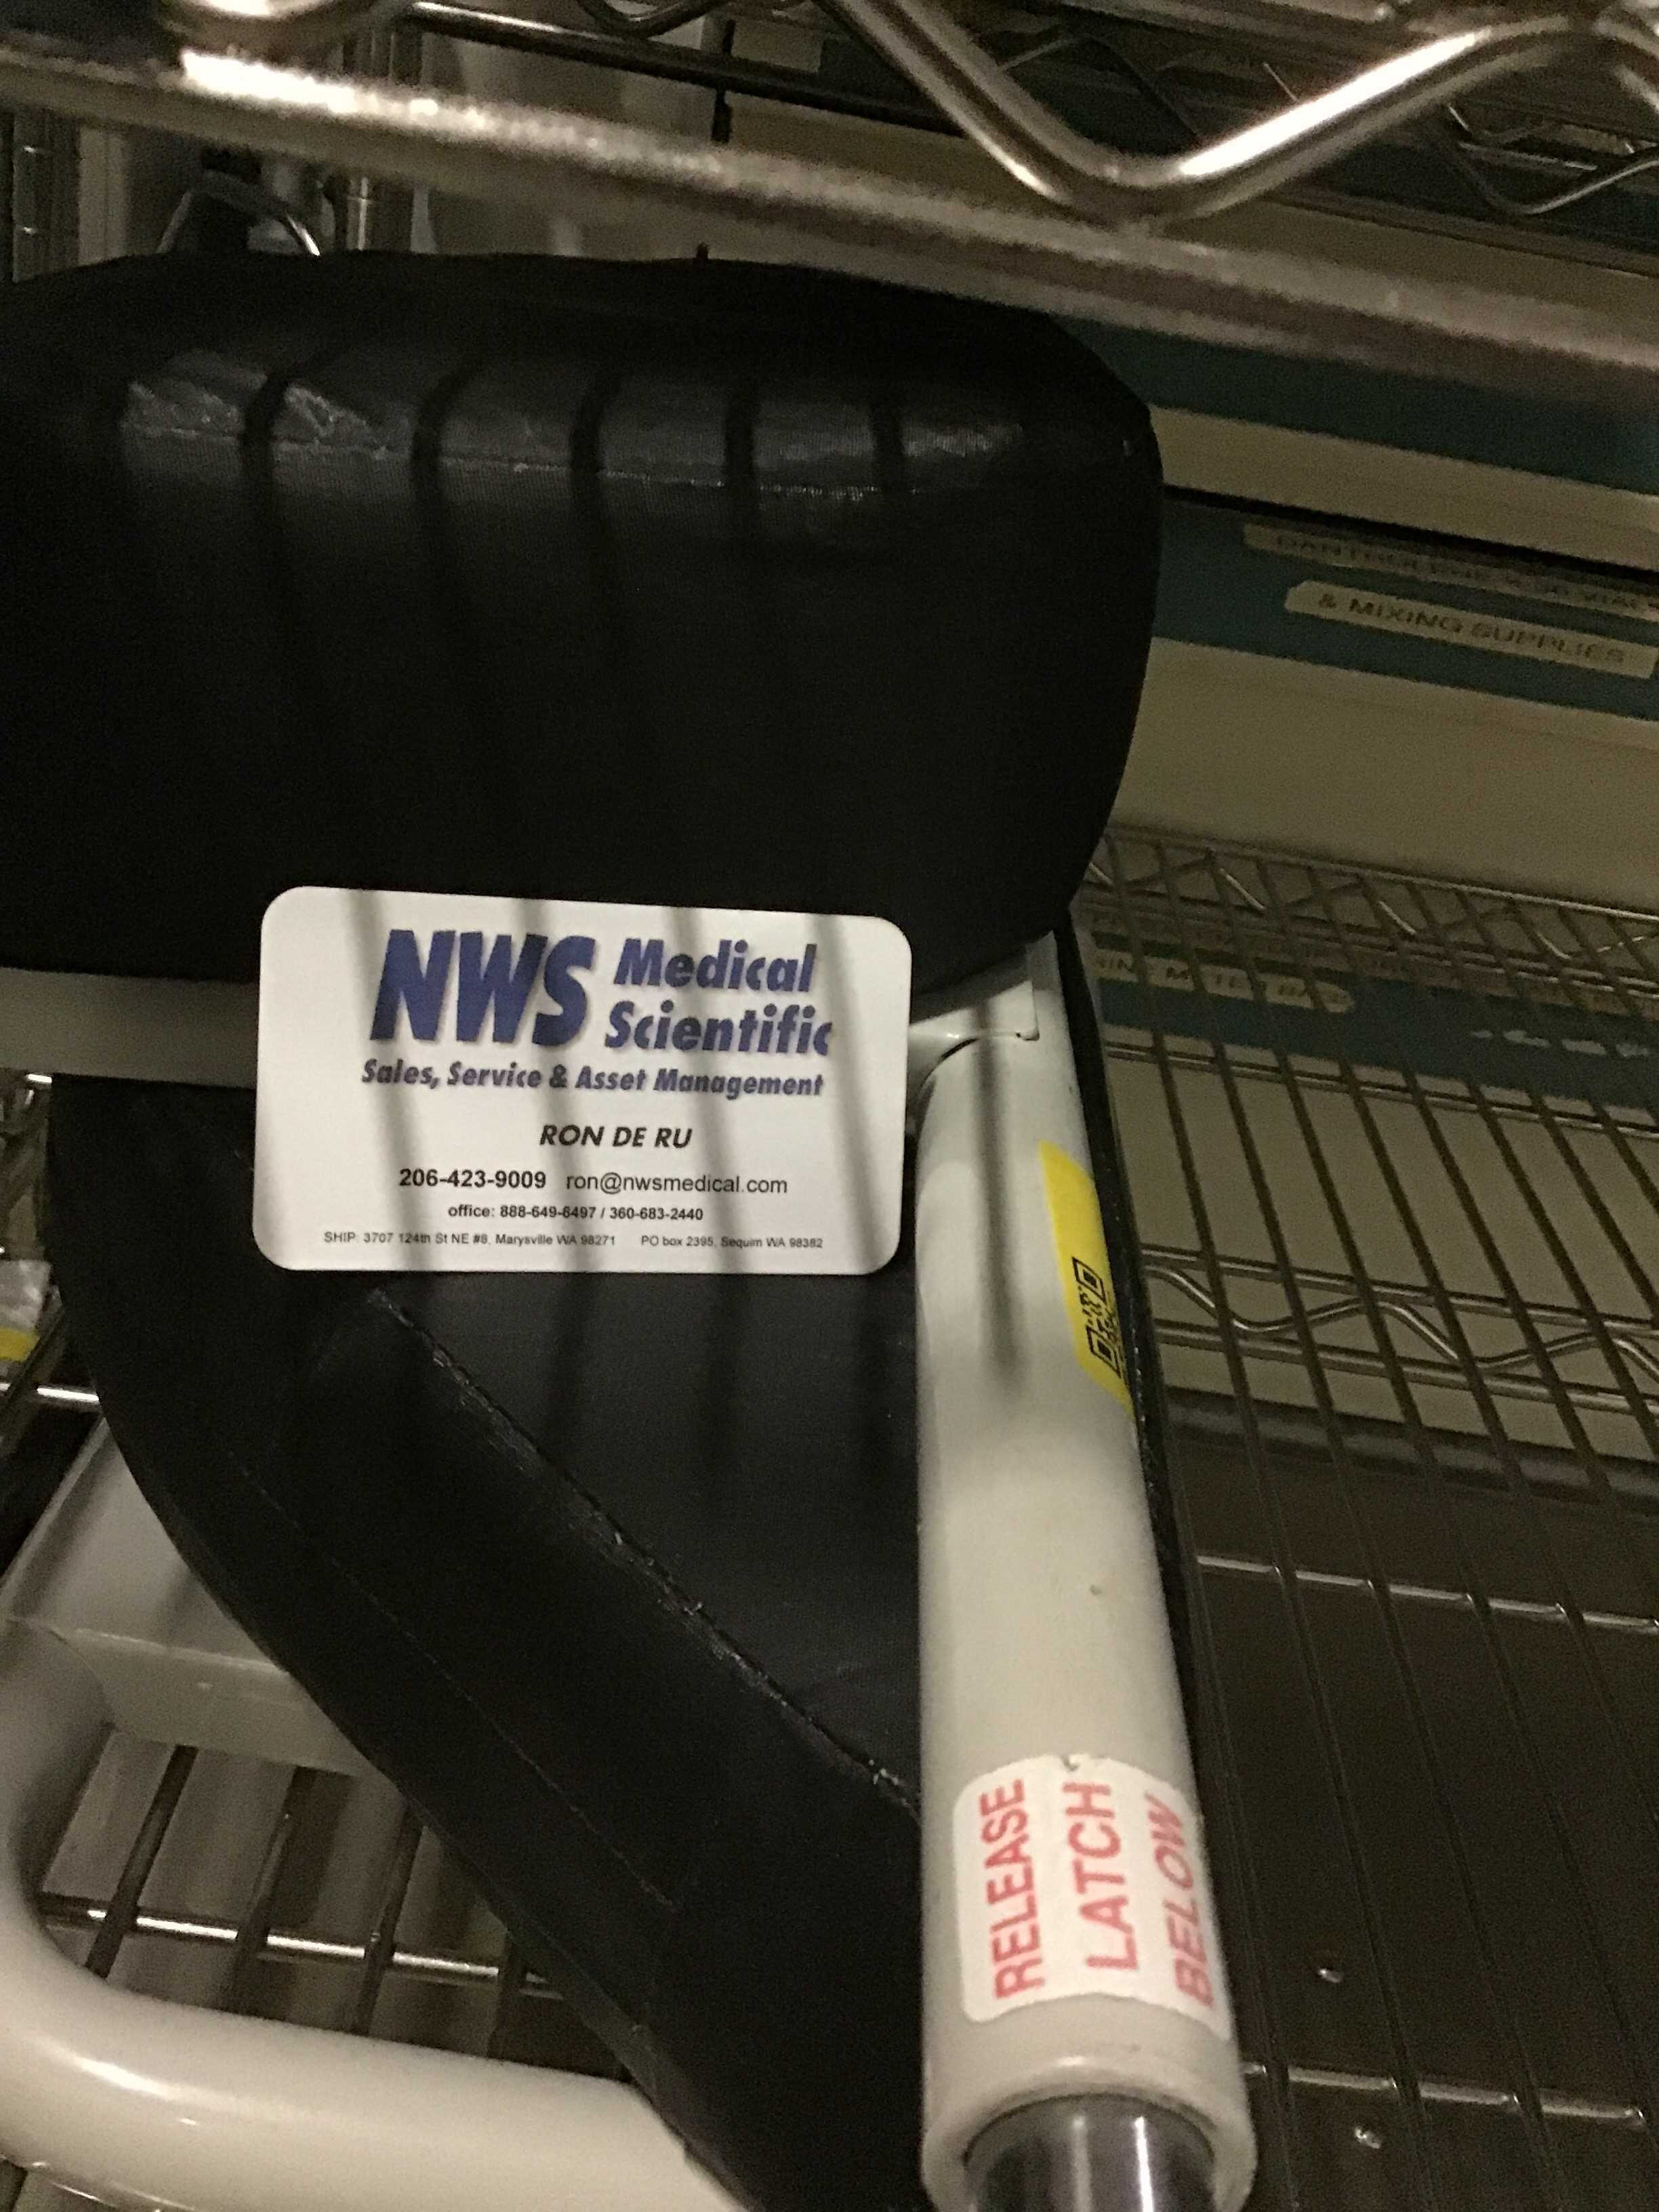 & MIXING SUPPLIES
NWS Medical
Scientific
Sales, Service & Asset Management
RON DE RU
206-423-9009 ron@nwsmedical.com
office: 888-649-6497 / 360-683-2440
SHIP: 3707 124th St NE #8, Marysville WA 98271 PO box 2395, Sequim WA 98382
RELEASE
LATCH
BELOW